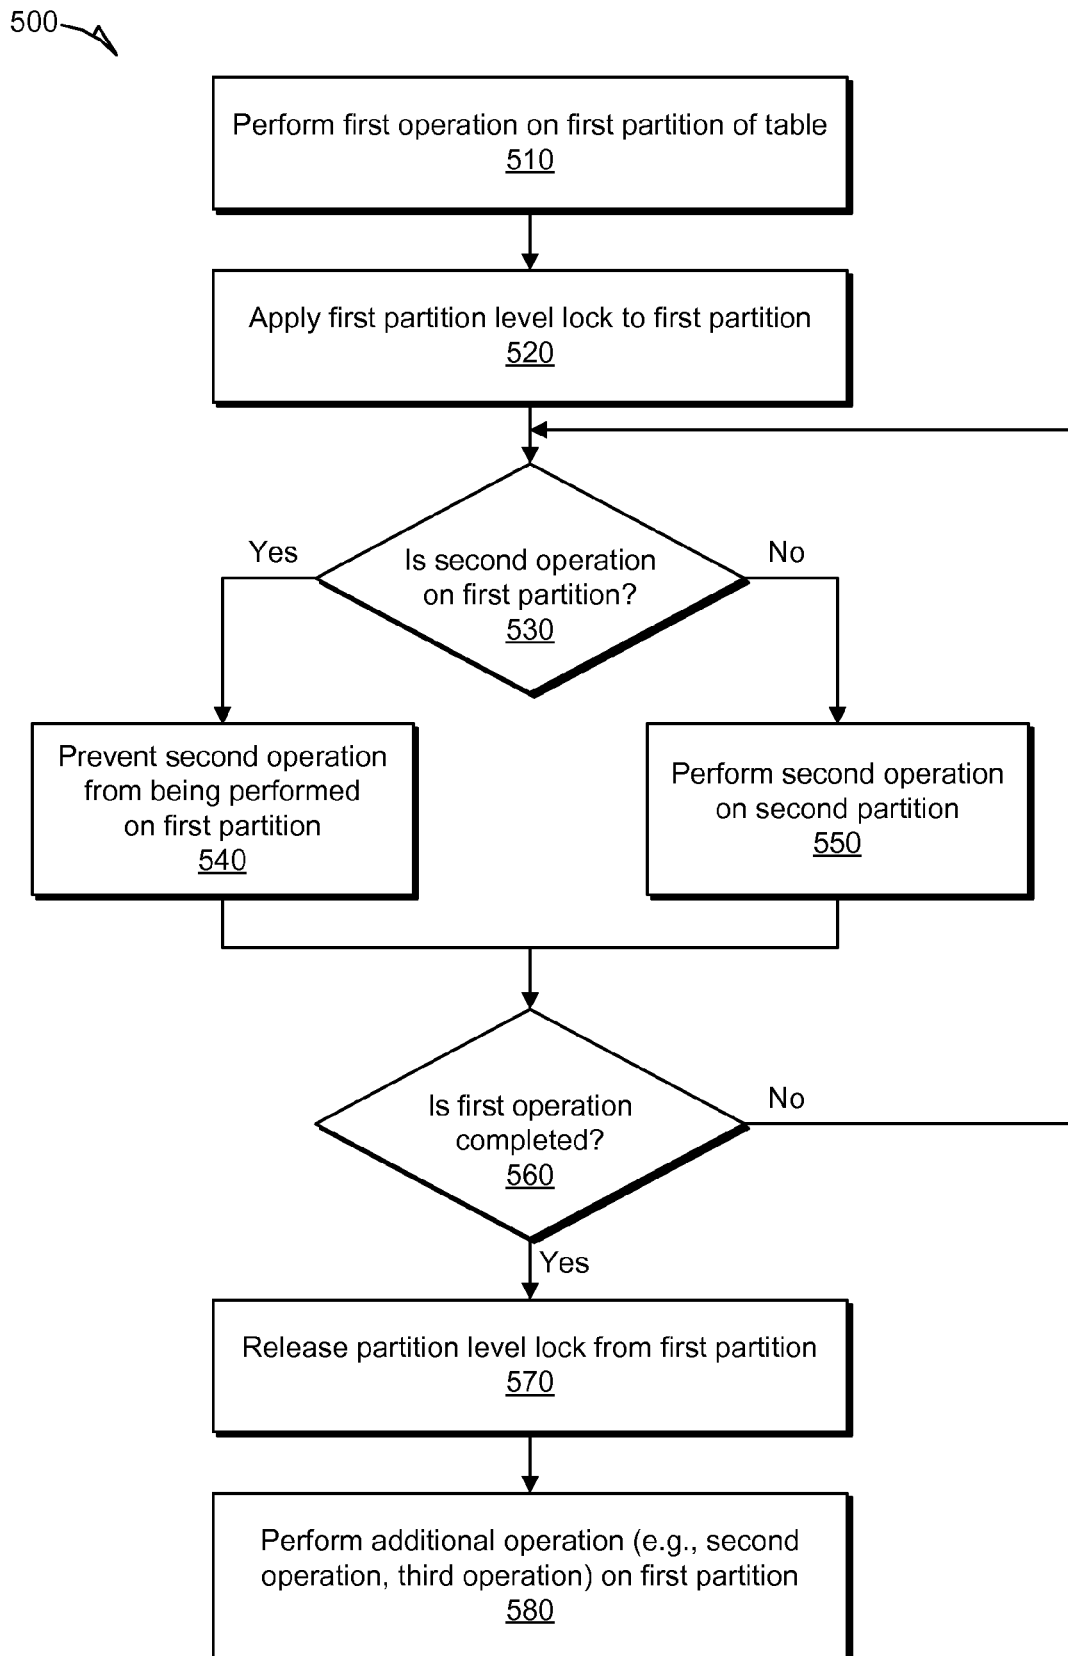 500
Perform first operation on first partition of table
510
Apply first partition level lock to first partition
520
Yes
No
Is second operation
on first partition?
530
Prevent second operation
from being performed
on first partition
540
Perform second operation
on second partition
550
Is first operation
completed?
560
No
Yes
Release partition level lock from first partition
570
Perform additional operation (e.g., second
operation, third operation) on first partition
580